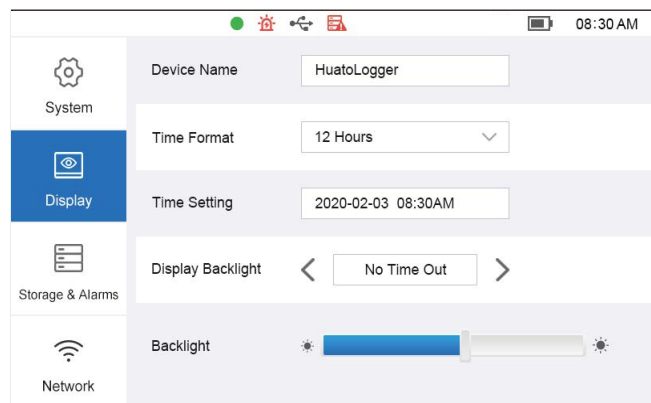 08:30 AM
System
Display
Storage & Alarms
Network
Device Name
HuatoLogger
Time Format
12 Hours
Time Setting
2020-02-03 08:30AM
Display Backlight
No Time Out
Backlight